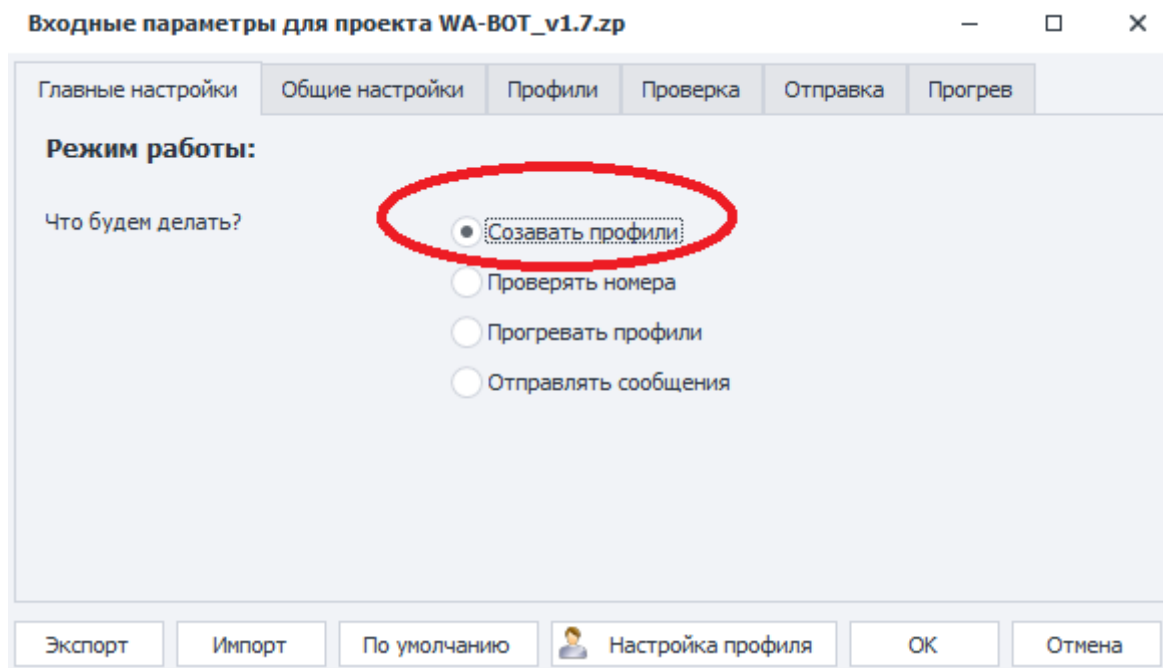 Входные параметры для проекта WA-BOT_v1.7.zp
Главные настройки Общие настройки Профили Проверка Отправка Прогрев
Режим работы:
Что будем делать? Созавать профили
Проверять номера
Прогревать профили
Отправлять сообщения
Экспорт Импорт По умолчанию Настройка профиля OK Отмена